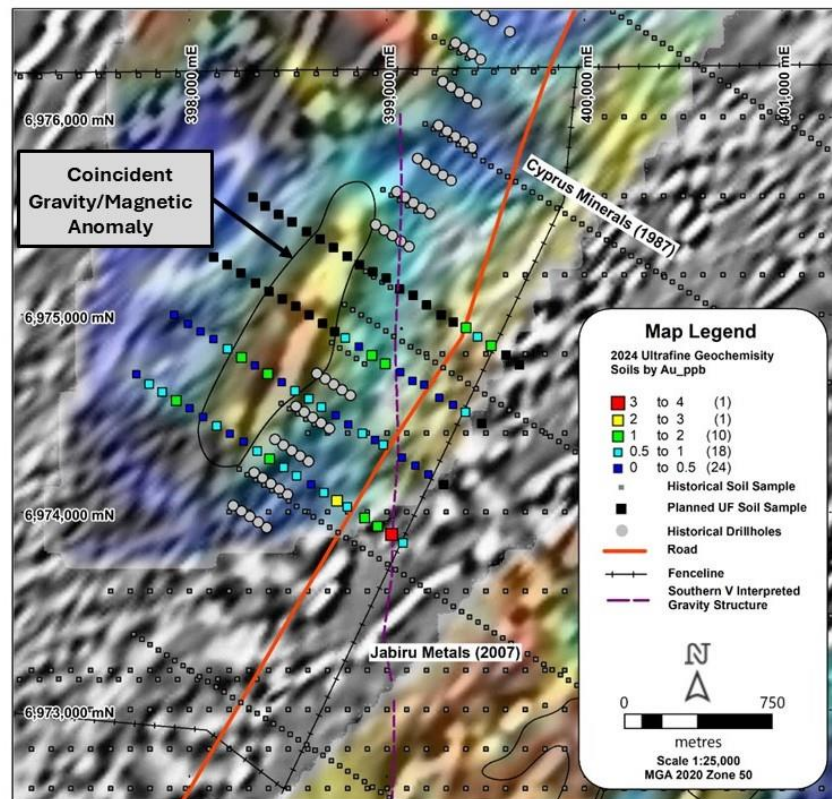 398,000 mE
399,000 mE
400,000 mE
401,000 mE
6,976,000 mN
Coincident
Gravity/Magnetic
Anomaly
Cyprus Minerals (1987)
6,975,000 mN
6,974,000 mN
Jabiru Metals (2007)
6,973,000 mN
Map Legend
2024 Ultrafine Geochemisity
Soils by Au_ppb
3 to 4 (1)
2 to 3 (1)
1 to 2 (10)
0.5 to 1 (18)
0 to 0.5 (24)
Historical Soil Sample
Planned UF Soil Sample
Historical Drillholes
Road
Fenceline
Southern V Interpreted
Gravity Structure
N
0 750
metres
Scale 1:25,000
MGA 2020 Zone 50